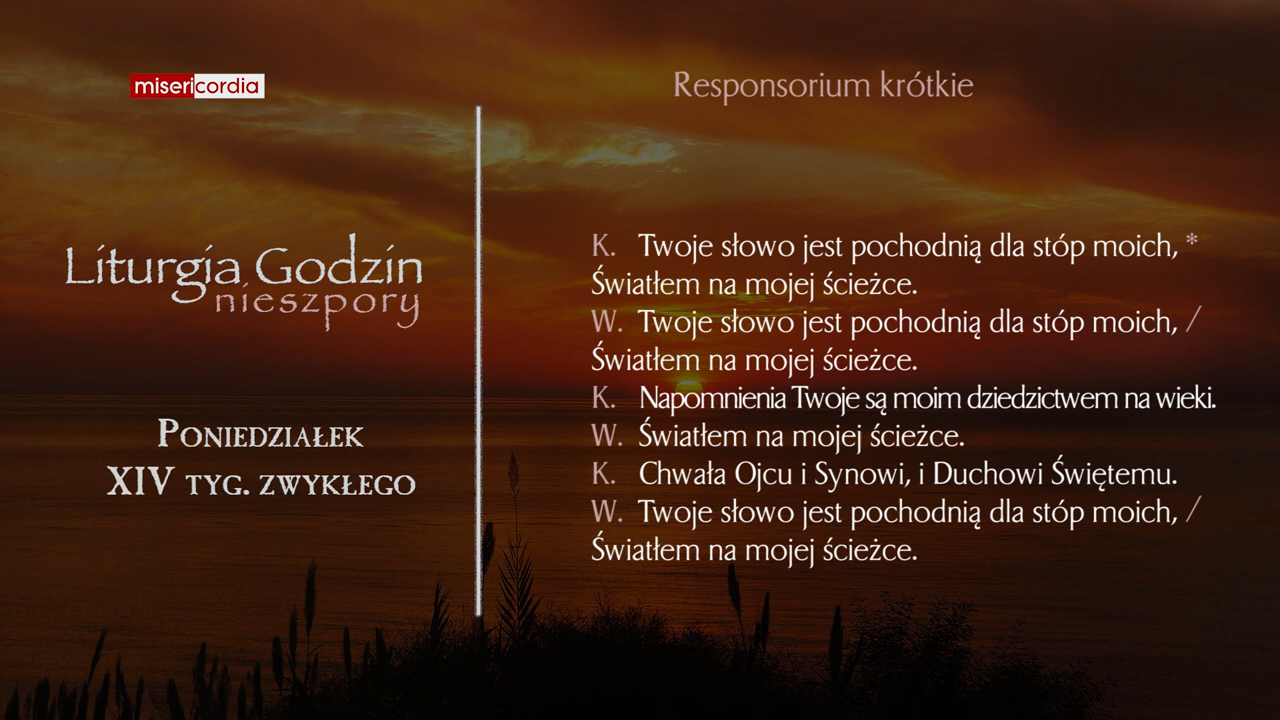 misericordia
Liturgia Godzin
nieszpory
Poniedziałek
XIV tyg. zwykłego
Responsorium krótkie
K. Twoje słowo jest pochodnią dla stóp moich, *
Światłem na mojej ścieżce.
W. Twoje słowo jest pochodnią dla stóp moich, /
Światłem na mojej ścieżce.
K. Napomnienia Twoje są moim dziedzictwem na wieki.
W. Światłem na mojej ścieżce.
K. Chwała Ojcu i Synowi, i Duchowi Świętemu.
W. Twoje słowo jest pochodnią dla stóp moich, /
Światłem na mojej ścieżce.